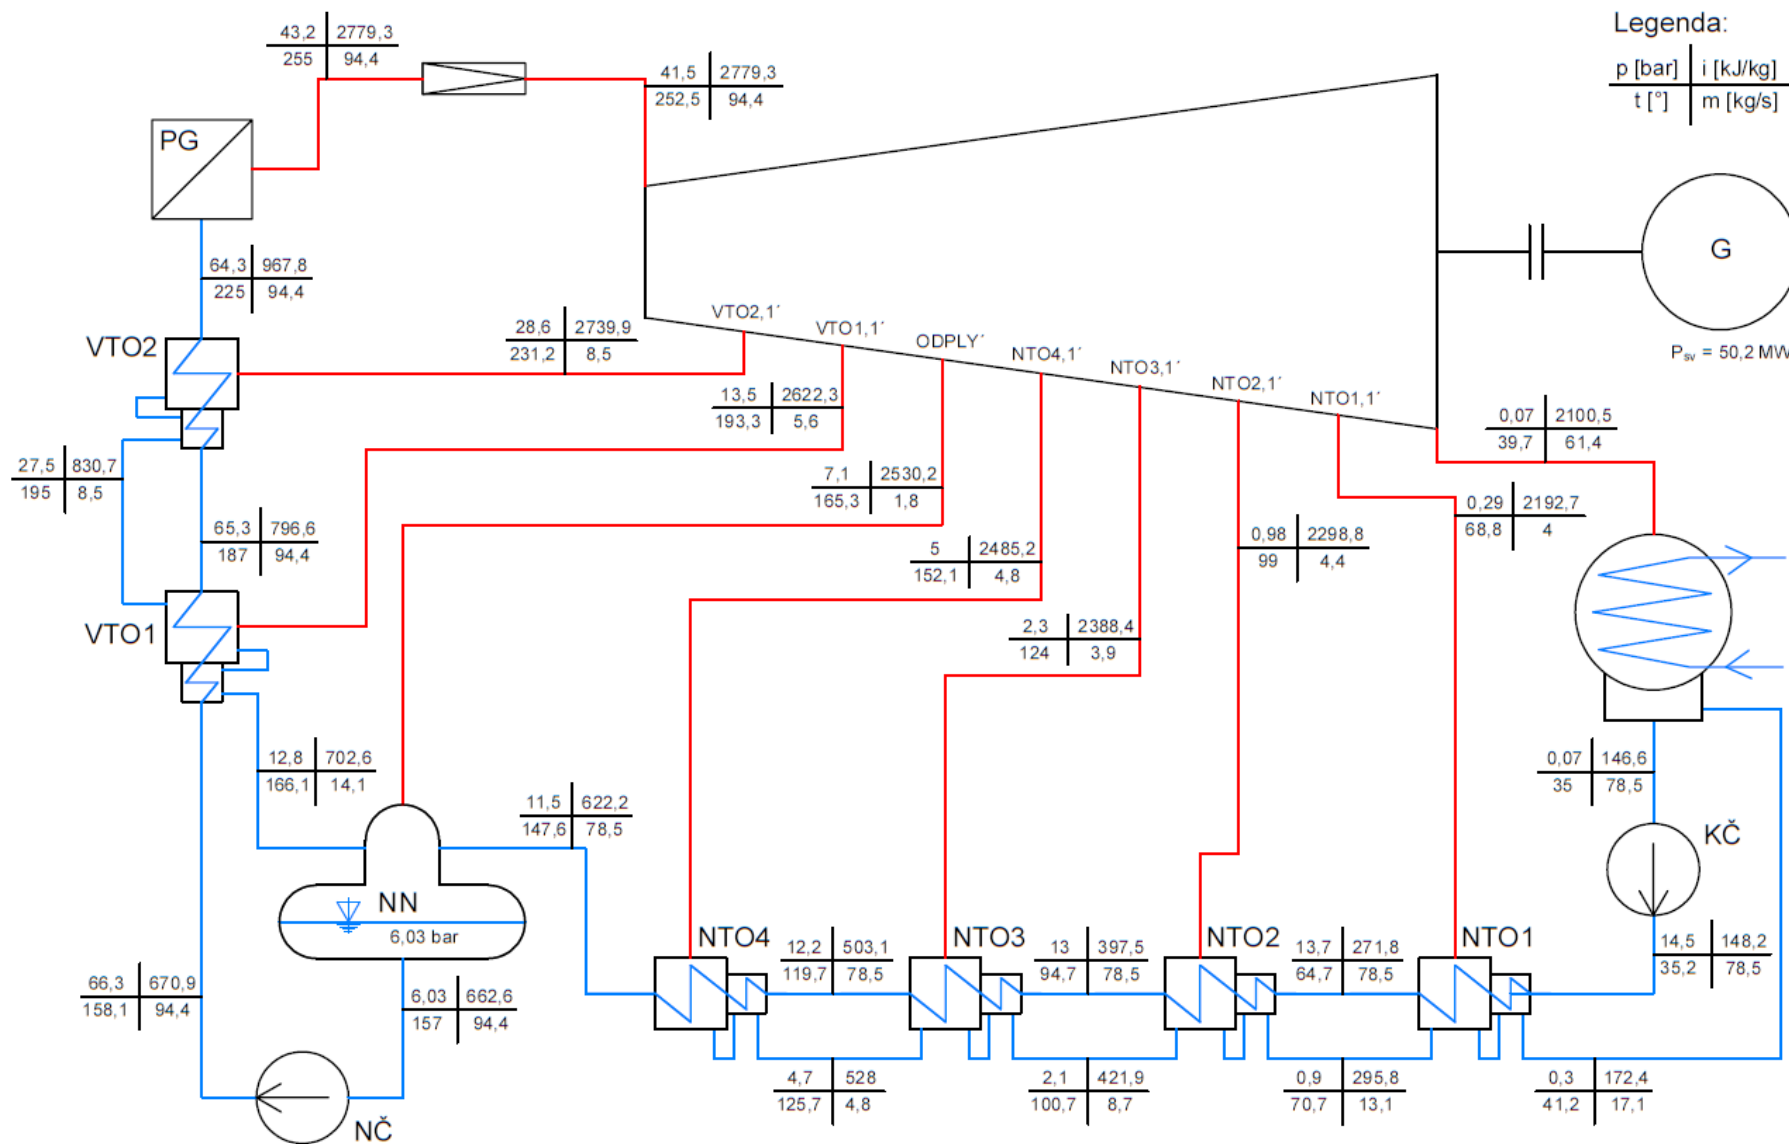 Legenda:
p [bar] i [kJ/kg]
t [°] m [kg/s]
43,2 2779,3
255 94,4
41,5 2779,3
252,5 94,4
PG
G
P_sv = 50,2 MW
64,3 967,8
225 94,4
VTO2
28,6 2739,9
231,2 8,5
VTO2,1´
VTO1,1´
ODPLY´
NTO4,1´
NTO3,1´
NTO2,1´
NTO1,1´
13,5 2622,3
193,3 5,6
0,07 2100,5
39,7 61,4
27,5 830,7
195 8,5
7,1 2530,2
165,3 1,8
0,29 2192,7
68,8 4
65,3 796,6
187 94,4
5 2485,2
152,1 4,8
0,98 2298,8
99 4,4
VTO1
2,3 2388,4
124 3,9
12,8 702,6
166,1 14,1
11,5 622,2
147,6 78,5
0,07 146,6
35 78,5
KČ
NN
6,03 bar
NTO4
NTO3
NTO2
NTO1
12,2 503,1
119,7 78,5
13 397,5
94,7 78,5
13,7 271,8
64,7 78,5
14,5 148,2
35,2 78,5
66,3 670,9
158,1 94,4
6,03 662,6
157 94,4
4,7 528
125,7 4,8
2,1 421,9
100,7 8,7
0,9 295,8
70,7 13,1
0,3 172,4
41,2 17,1
NČ